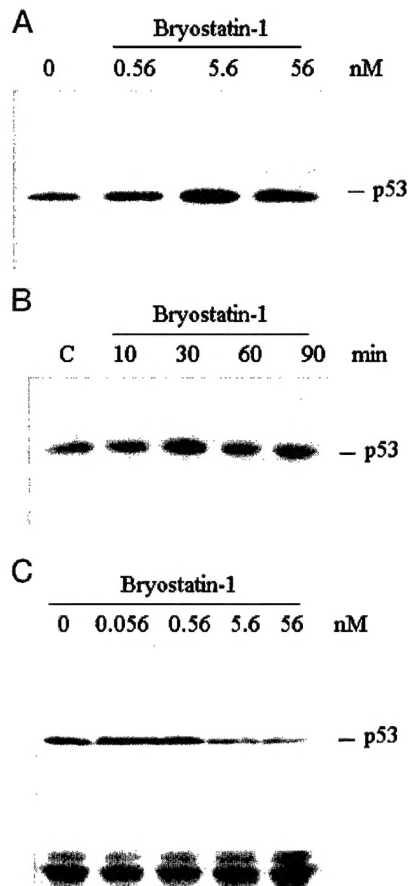 A
Bryostatin-1
0 0.56 5.6 56 nM
– p53
B
Bryostatin-1
C 10 30 60 90 min
– p53
C
Bryostatin-1
0 0.056 0.56 5.6 56 nM
– p53